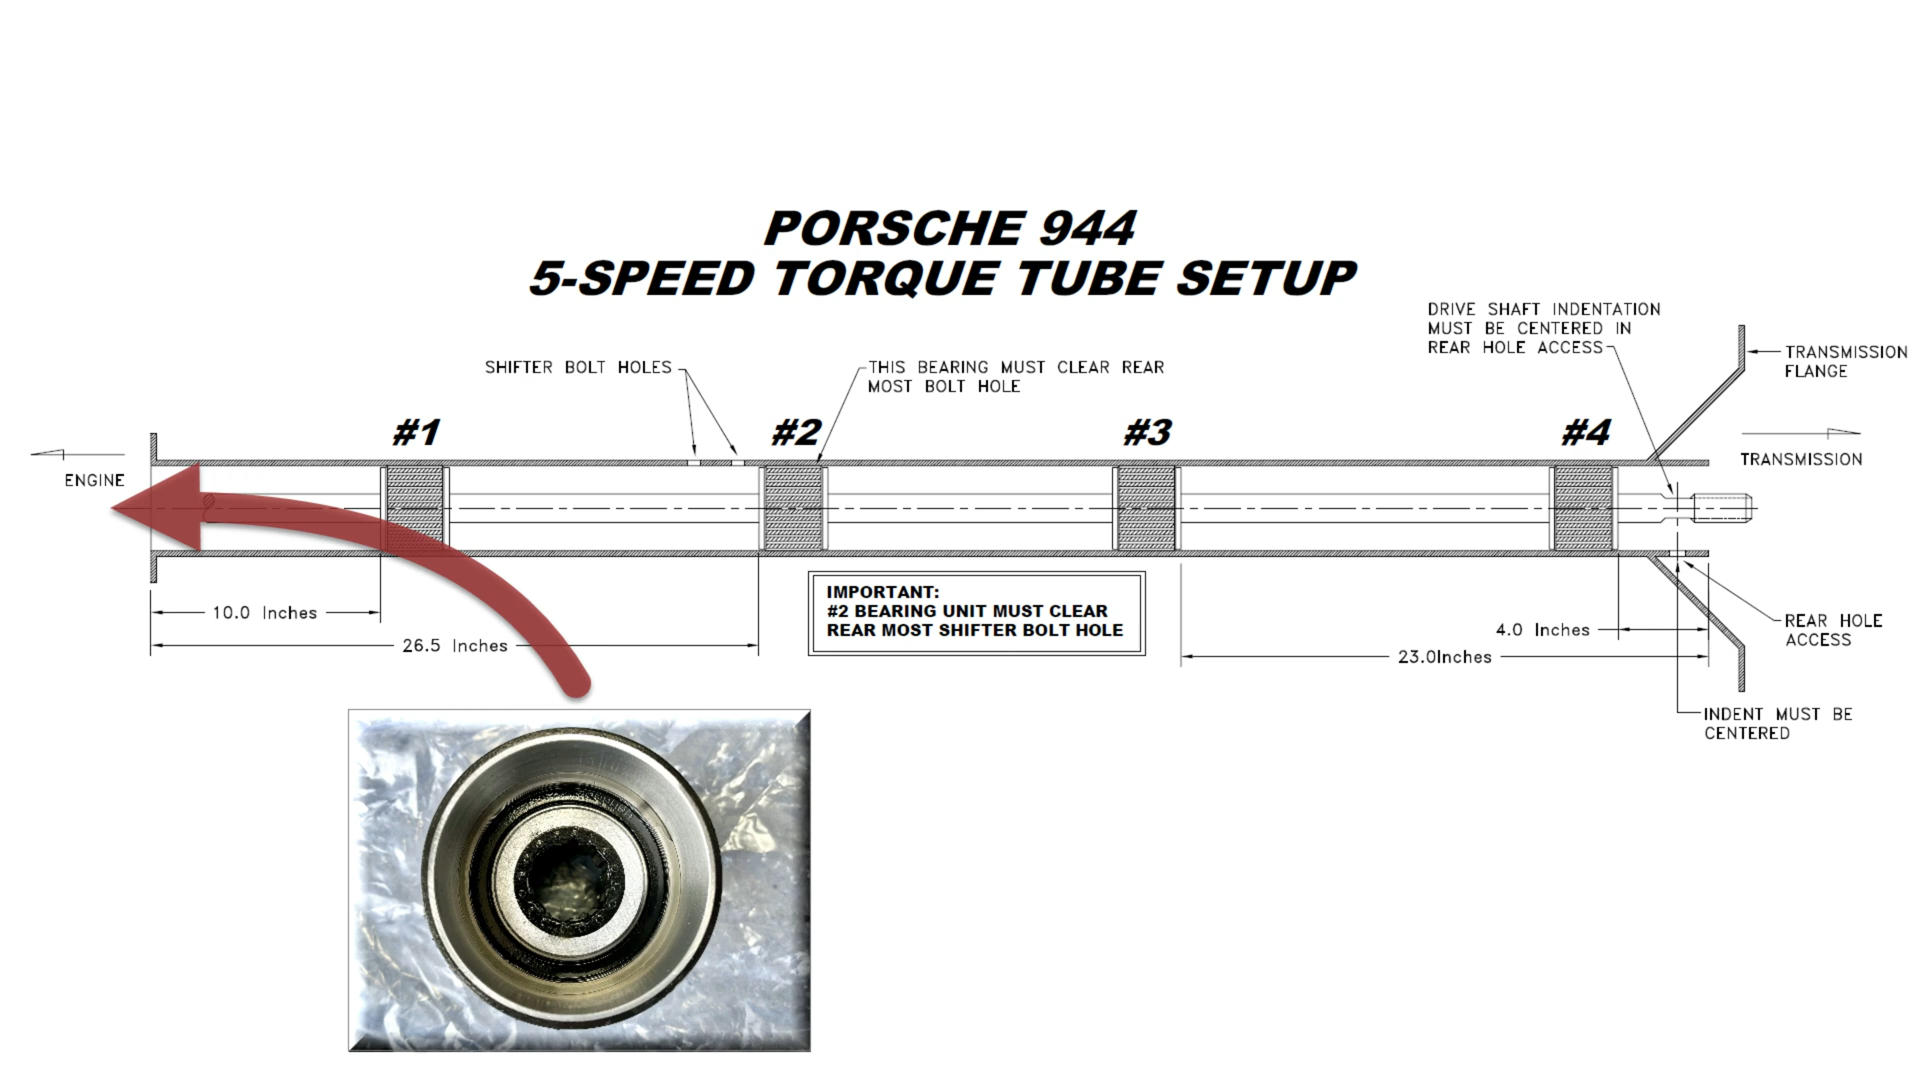 PORSCHE 944
5-SPEED TORQUE TUBE SETUP
DRIVE SHAFT INDENTATION
MUST BE CENTERED IN
REAR HOLE ACCESS
TRANSMISSION
FLANGE
SHIFTER BOLT HOLES
THIS BEARING MUST CLEAR REAR
MOST BOLT HOLE
#1
#2
#3
#4
ENGINE
TRANSMISSION
10.0 Inches
26.5 Inches
IMPORTANT:
#2 BEARING UNIT MUST CLEAR
REAR MOST SHIFTER BOLT HOLE
4.0 Inches
23.0Inches
REAR HOLE
ACCESS
INDENT MUST BE
CENTERED